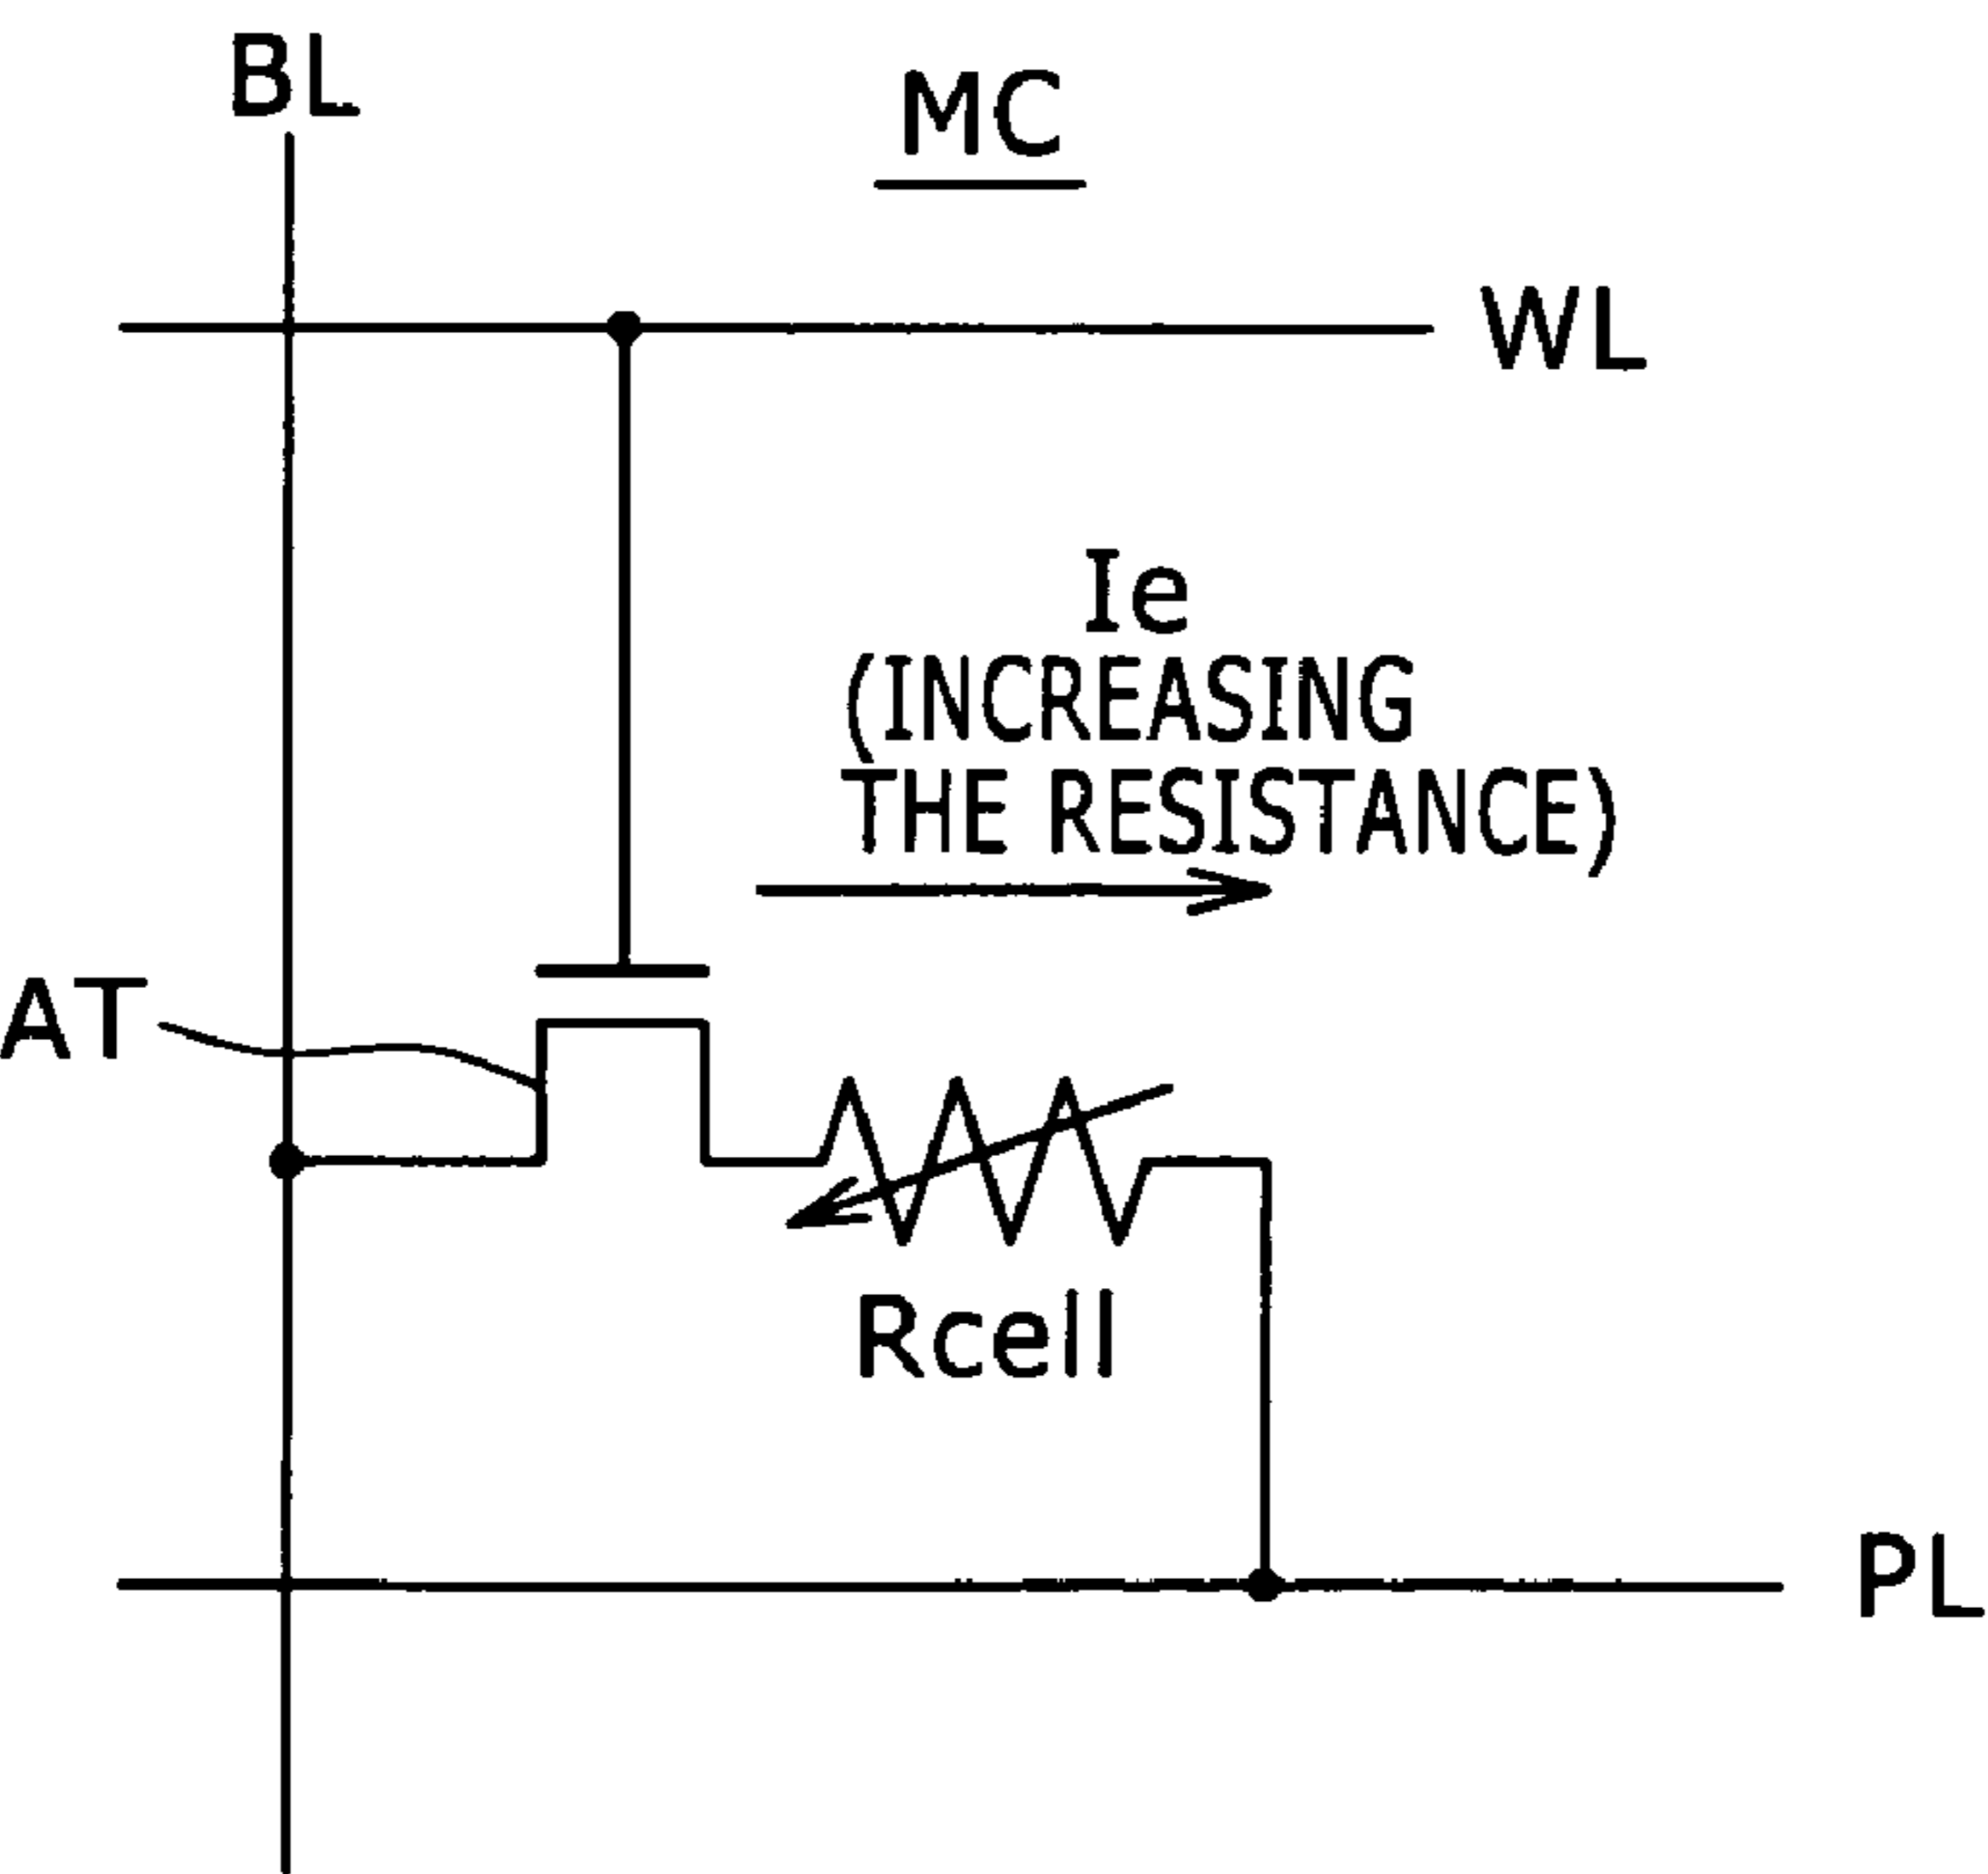 BL
MC
WL
Ie
(INCREASING
THE RESISTANCE)
AT
Rcell
PL